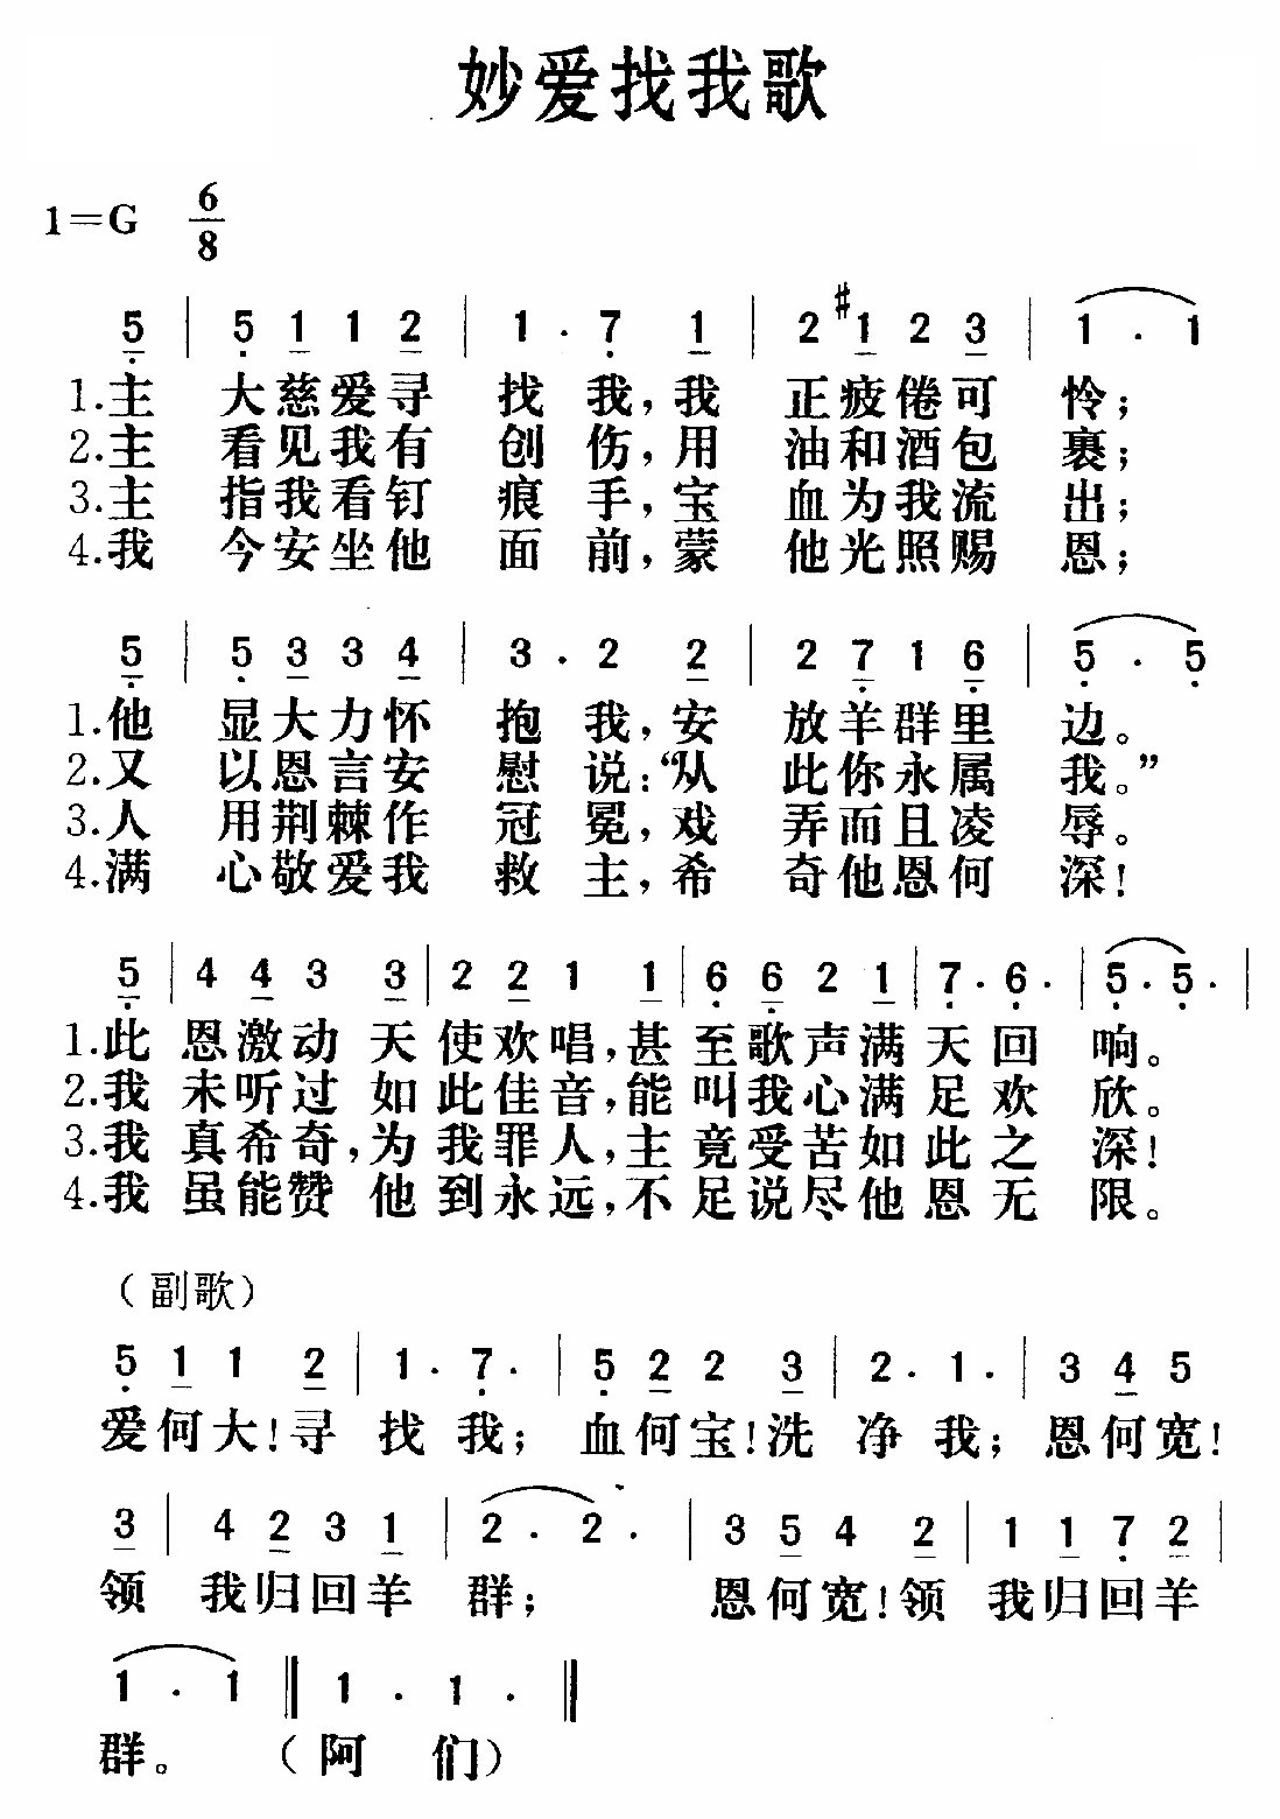 妙爱找我歌
1=G 6/8
5 | 5 1 1 2 | 1 . 7 1 | 2 #1 2 3 | 1 . 1
1.主 大慈爱寻 找 我，我 正疲倦可 怜；
2.主 看见我有 创 伤，用 油和酒包 裹；
3.主 指我看钉 痕 手，宝 血为我流 出；
4.我 今安坐他 面 前，蒙 他光照赐 恩；
5 | 5 3 3 4 | 3 . 2 2 | 2 7 1 6 | 5 . 5
1.他 显大力怀 抱 我，安 放羊群里 边。
2.又 以恩言安 慰 说：“从 此你永属 我。”
3.人 用荆棘作 冠 冕，戏 弄而且凌 辱。
4.满 心敬爱我 救 主，希 奇他恩何 深！
5 | 4 4 3 3 | 2 2 1 1 | 6 6 2 1 | 7 . 6 . | 5 . 5 . |
1.此 恩激动 天 使欢唱，甚 至歌声满 天 回 响。
2.我 未听过 如 此佳音，能 叫我心满 足 欢 欣。
3.我 真希奇，为 我罪人，主 竟受苦如 此 之 深！
4.我 虽能赞 他 到永远，不 足说尽他 恩 无 限。
（副歌）
5 1 1 2 | 1 . 7 . | 5 2 2 3 | 2 . 1 . | 3 4 5
爱何大！寻 找 我；血何宝！洗 净 我；恩何宽！
3 | 4 2 3 1 | 2 . 2 . | 3 5 4 2 | 1 1 7 2 |
领 我归回羊 群； 恩何宽！领 我归回羊
1 . 1 ‖ 1 . 1 . ‖
群。（阿 们）